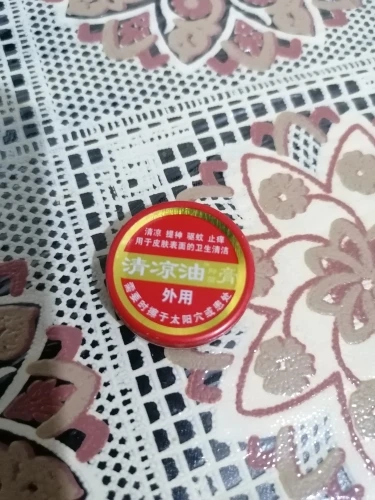 清凉 提神 驱蚊 止痒
用于皮肤表面的卫生清洁
清凉油 膏
外用
需要时擦于太阳穴或患处